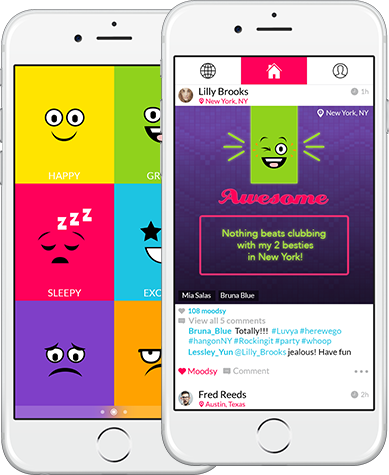 HAPPY
GR
zzz
SLEEPY
EXC
Lilly Brooks
1h
New York, NY
New York, NY
Awesome
Nothing beats clubbing
with my 2 besties
in New York!
Mia Salas
Bruna Blue
108 moodsy
View all 5 comments
Bruna_Blue Totally!!! #Luvya #herewego
#hangonNY #Rockingit #party #whoop
Lessley_Yun @Lilly_Brooks jealous! Have fun
Moodsy
Comment
Fred Reeds
2h
Austin, Texas